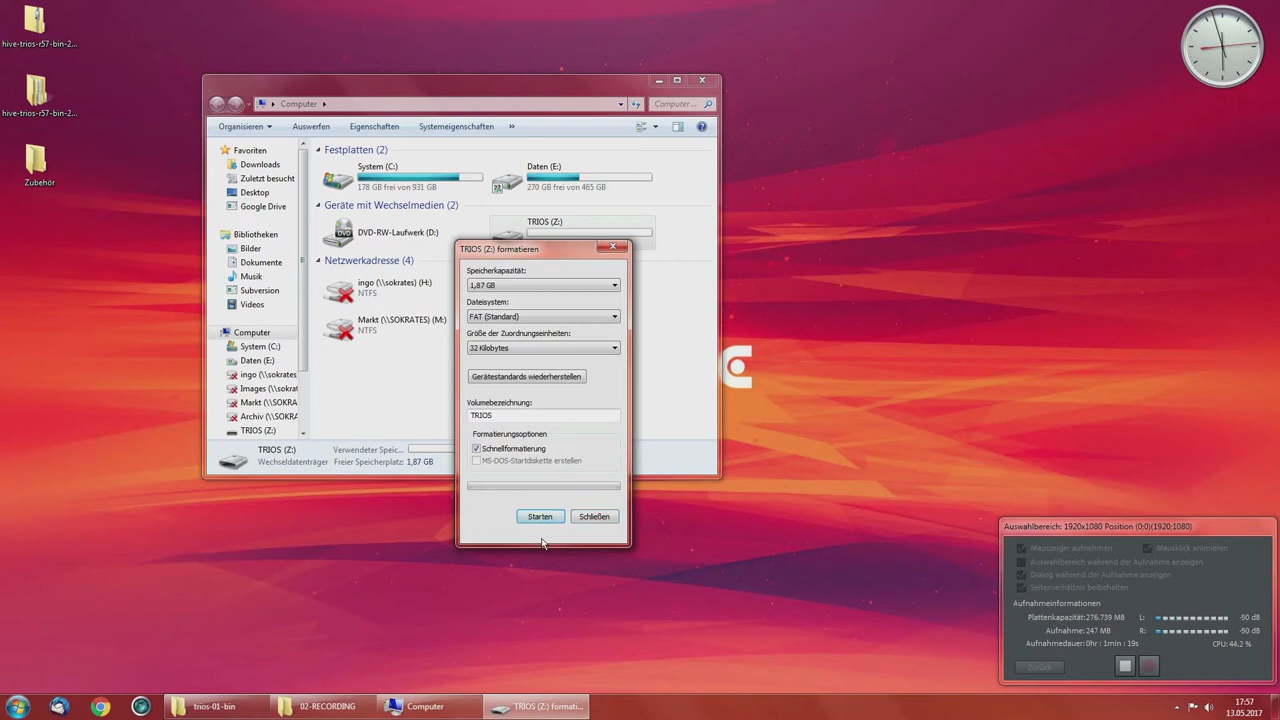 hive-trios-r57-bin-2...
hive-trios-r57-bin-2...
Zubehör
Computer
Computer ...
Organisieren
Auswerfen
Eigenschaften
Systemeigenschaften
»
Favoriten
Downloads
Zuletzt besucht
Desktop
Google Drive
Bibliotheken
Bilder
Dokumente
Musik
Subversion
Videos
Computer
System (C:)
Daten (E:)
ingo (\\sokrates)
Images (\\sokrat
Markt (\\SOKRA
Archiv (\\SOKRA
TRIOS (Z:)
Festplatten (2)
System (C:)
178 GB frei von 931 GB
Daten (E:)
270 GB frei von 465 GB
Geräte mit Wechselmedien (2)
DVD-RW-Laufwerk (D:)
TRIOS (Z:)
Netzwerkadresse (4)
ingo (\\sokrates) (H:)
NTFS
Markt (\\SOKRATES) (M:)
NTFS
TRIOS (Z:)
Wechseldatenträger
Verwendeter Speic...
Freier Speicherplatz: 1,87 GB
TRIOS (Z:) formatieren
Speicherkapazität:
1,87 GB
Dateisystem:
FAT (Standard)
Größe der Zuordnungseinheiten:
32 Kilobytes
Gerätestandards wiederherstellen
Volumebezeichnung:
TRIOS
Formatierungsoptionen
Schnellformatierung
MS-DOS-Startdiskette erstellen
Starten
Schließen
Auswahlbereich: 1920x1080 Position (0;0)(1920;1080)
Mauszeiger aufnehmen
Mausklick animieren
Auswahlbereich während der Aufnahme anzeigen
Dialog während der Aufnahme anzeigen
Seitenverhältnis beibehalten
Aufnahmeinformationen
Plattenkapazität: 276.739 MB
L: -50 dB
Aufnahme: 247 MB
R: -50 dB
Aufnahmedauer: 0hr : 1min : 19s
CPU: 44.2 %
Zurück
trios-01-bin
02-RECORDING
Computer
TRIOS (Z:) formati...
17:57
13.05.2017